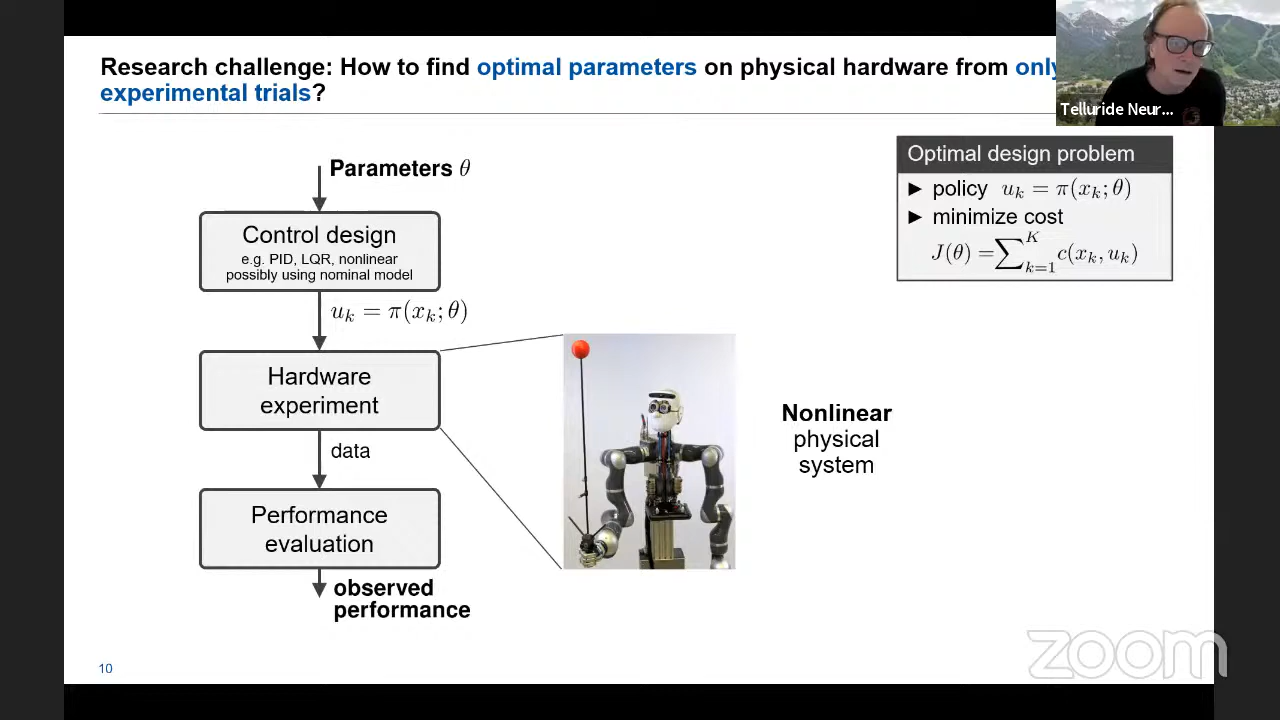 Research challenge: How to find optimal parameters on physical hardware from only
experimental trials?
Telluride Neur...
Parameters θ
Control design
e.g. PID, LQR, nonlinear
possibly using nominal model
u_k = π(x_k; θ)
Hardware
experiment
data
Performance
evaluation
observed
performance
Nonlinear
physical
system
Optimal design problem
► policy u_k = π(x_k; θ)
► minimize cost
J(θ) = ∑_{k=1}^{K} c(x_k, u_k)
10
zoom